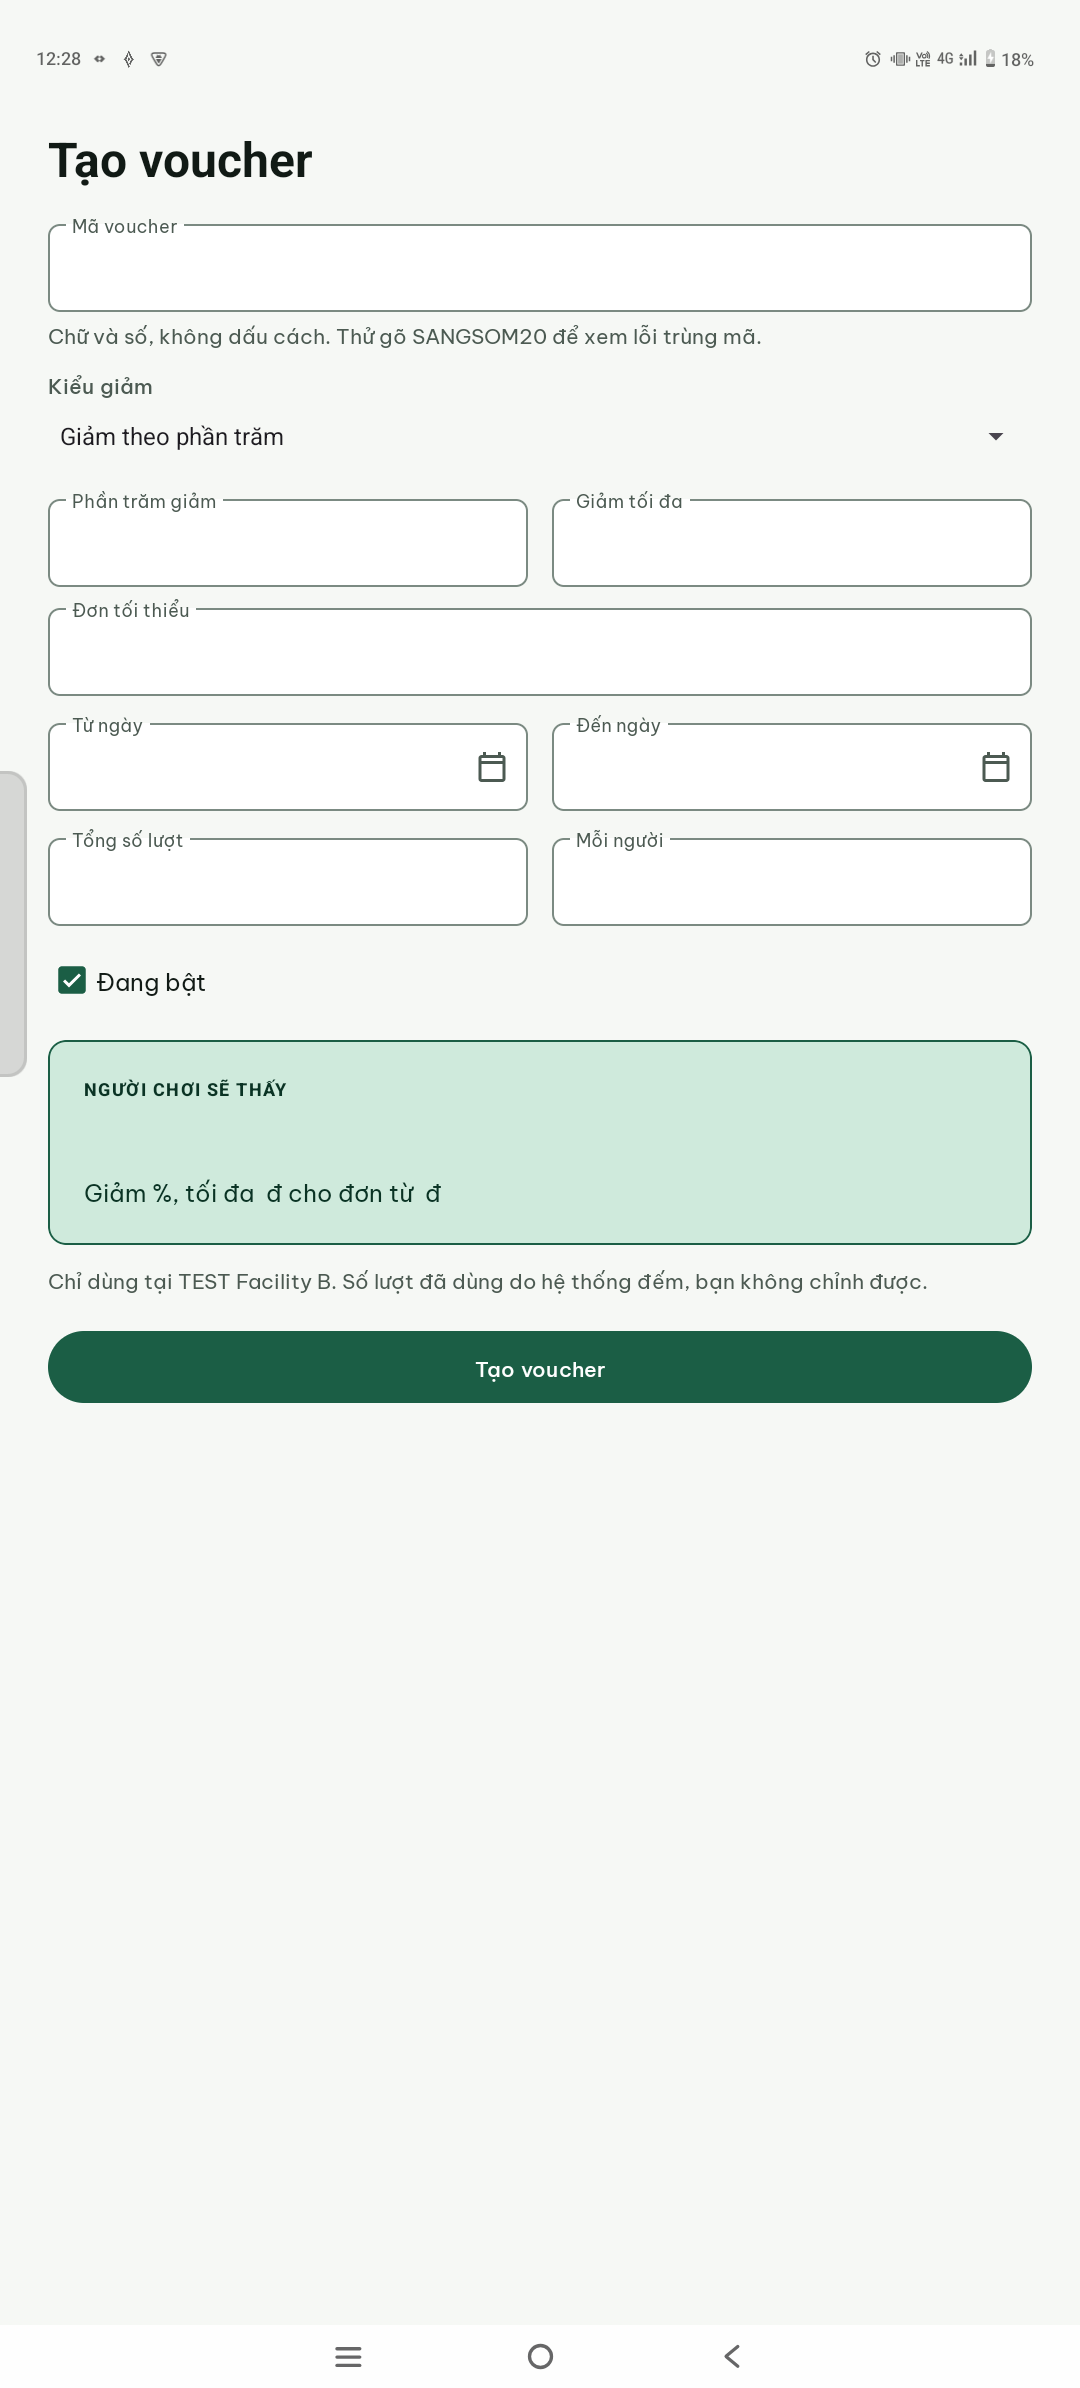 12:28
VoLTE 4G 18%
Tạo voucher
Mã voucher
Chữ và số, không dấu cách. Thử gõ SANGSOM20 để xem lỗi trùng mã.
Kiểu giảm
Giảm theo phần trăm
Phần trăm giảm Giảm tối đa
Đơn tối thiểu
Từ ngày Đến ngày
Tổng số lượt Mỗi người
Đang bật
NGƯỜI CHƠI SẼ THẤY
Giảm %, tối đa  đ cho đơn từ  đ
Chỉ dùng tại TEST Facility B. Số lượt đã dùng do hệ thống đếm, bạn không chỉnh được.
Tạo voucher